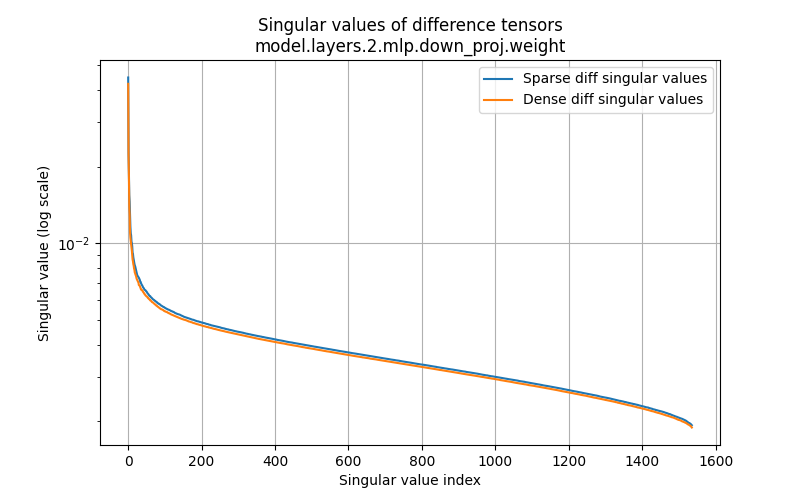 Singular values of difference tensors
model.layers.2.mlp.down_proj.weight
Sparse diff singular values
Dense diff singular values
Singular value (log scale)
10⁻²
0 200 400 600 800 1000 1200 1400 1600
Singular value index